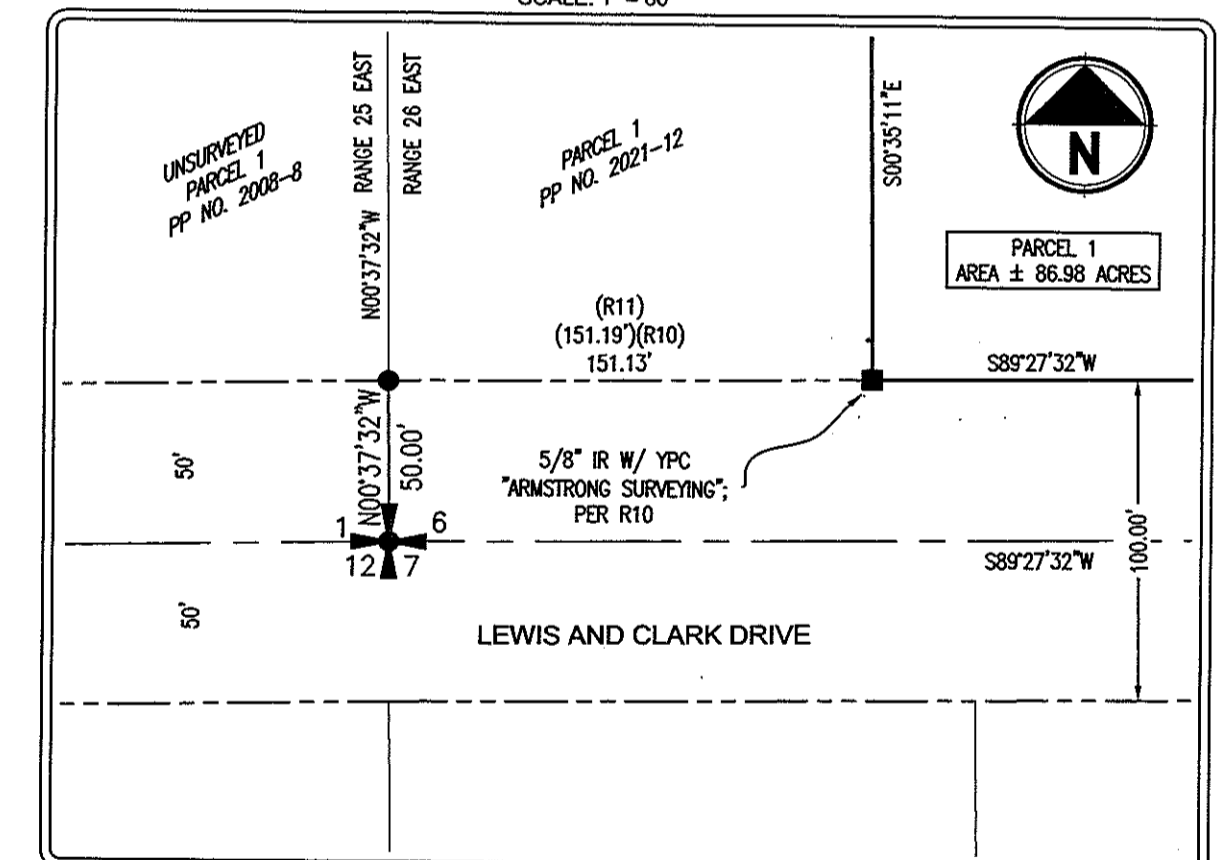 UNSURVEYED
PARCEL 1
PP NO. 2008-8
N00°37'32"W RANGE 25 EAST
RANGE 26 EAST
PARCEL 1
PP NO. 2021-12
S00°35'11"E
N
PARCEL 1
AREA ± 86.98 ACRES
(R11)
(151.19')(R10)
151.13'
S89°27'32"W
50'
N00°37'32"W
50.00'
5/8" IR W/ YPC
"ARMSTRONG SURVEYING";
PER R10
1
6
12
7
S89°27'32"W
100.00'
50'
LEWIS AND CLARK DRIVE